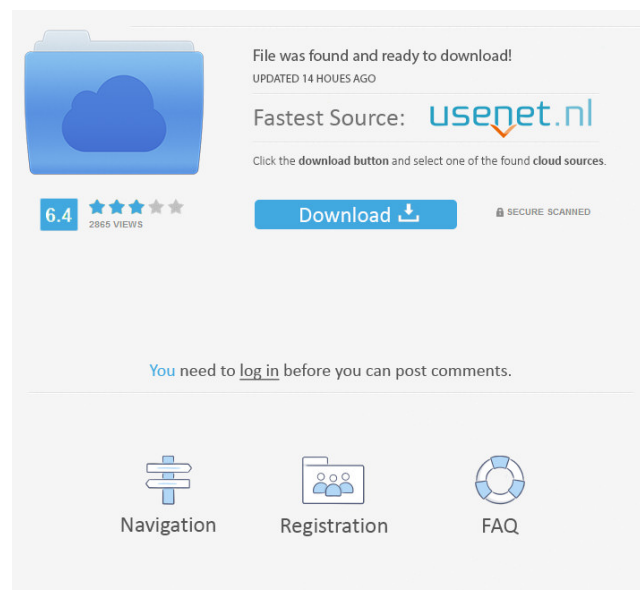 File was found and ready to download!
UPDATED 14 HOUES AGO
Fastest Source: usenet.nl
Click the download button and select one of the found cloud sources.
6.4
2865 VIEWS
Download
SECURE SCANNED
You need to log in before you can post comments.
Navigation
Registration
FAQ